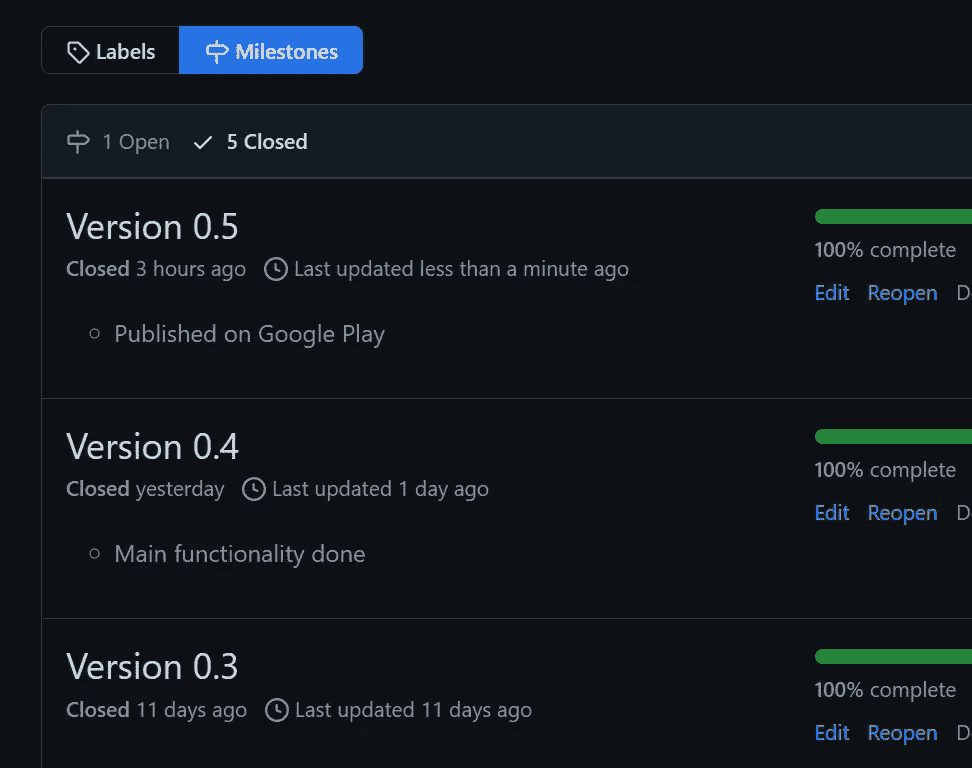 Labels Milestones
1 Open 5 Closed
Version 0.5
100% complete
Closed 3 hours ago Last updated less than a minute ago
Edit Reopen
Published on Google Play
Version 0.4
100% complete
Closed yesterday Last updated 1 day ago
Edit Reopen
Main functionality done
Version 0.3
100% complete
Closed 11 days ago Last updated 11 days ago
Edit Reopen